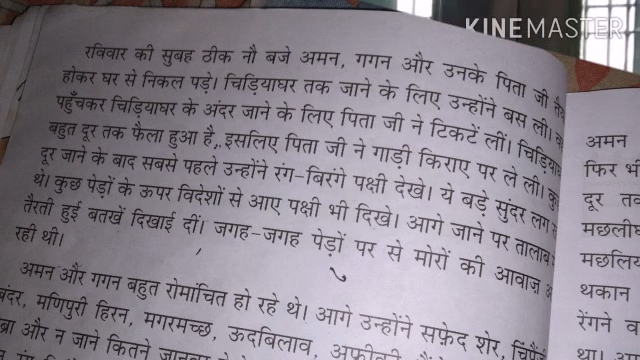 KINEMASTER
रविवार की सुबह ठीक नौ बजे अमन, गगन और उनके पिता जी
होकर घर से निकल पड़े। चिड़ियाघर तक जाने के लिए उन्होंने बस ली।
पहुँचकर चिड़ियाघर के अंदर जाने के लिए पिता जी ने टिकटें लीं।
बहुत दूर तक फैला हुआ है, इसलिए पिता जी ने गाड़ी किराए पर ले ली।
दूर जाने के बाद सबसे पहले उन्होंने रंग-बिरंगे पक्षी देखे। ये बड़े सुंदर लग
थे। कुछ पेड़ों के ऊपर विदेशों से आए पक्षी भी दिखे। आगे जाने पर तालाब
तैरती हुई बतखें दिखाई दीं। जगह-जगह पेड़ों पर से मोरों की आवाज़
रही थी।
अमन और गगन बहुत रोमांचित हो रहे थे। आगे उन्होंने सफ़ेद शेर,
मणिपुरी हिरन, मगरमच्छ, ऊदबिलाव,
और न जाने कितने
अमन
फिर
दूर
थकान
रेंगने